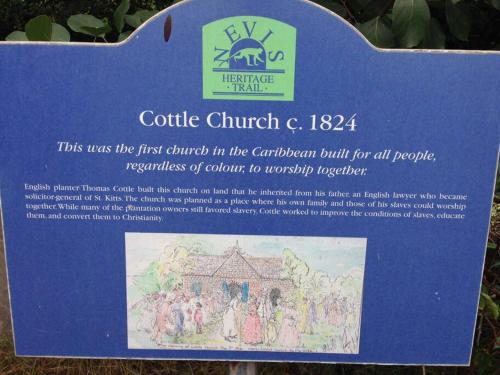 NEVIS
HERITAGE
· TRAIL ·
Cottle Church c. 1824
This was the first church in the Caribbean built for all people,
regardless of colour, to worship together.
English planter Thomas Cottle built this church on land that he inherited from his father, an English lawyer who became
solicitor-general of St. Kitts. The church was planned as a place where his own family and those of his slaves could worship
together. While many of the plantation owners still favored slavery, Cottle worked to improve the conditions of slaves, educate
them, and convert them to Christianity.